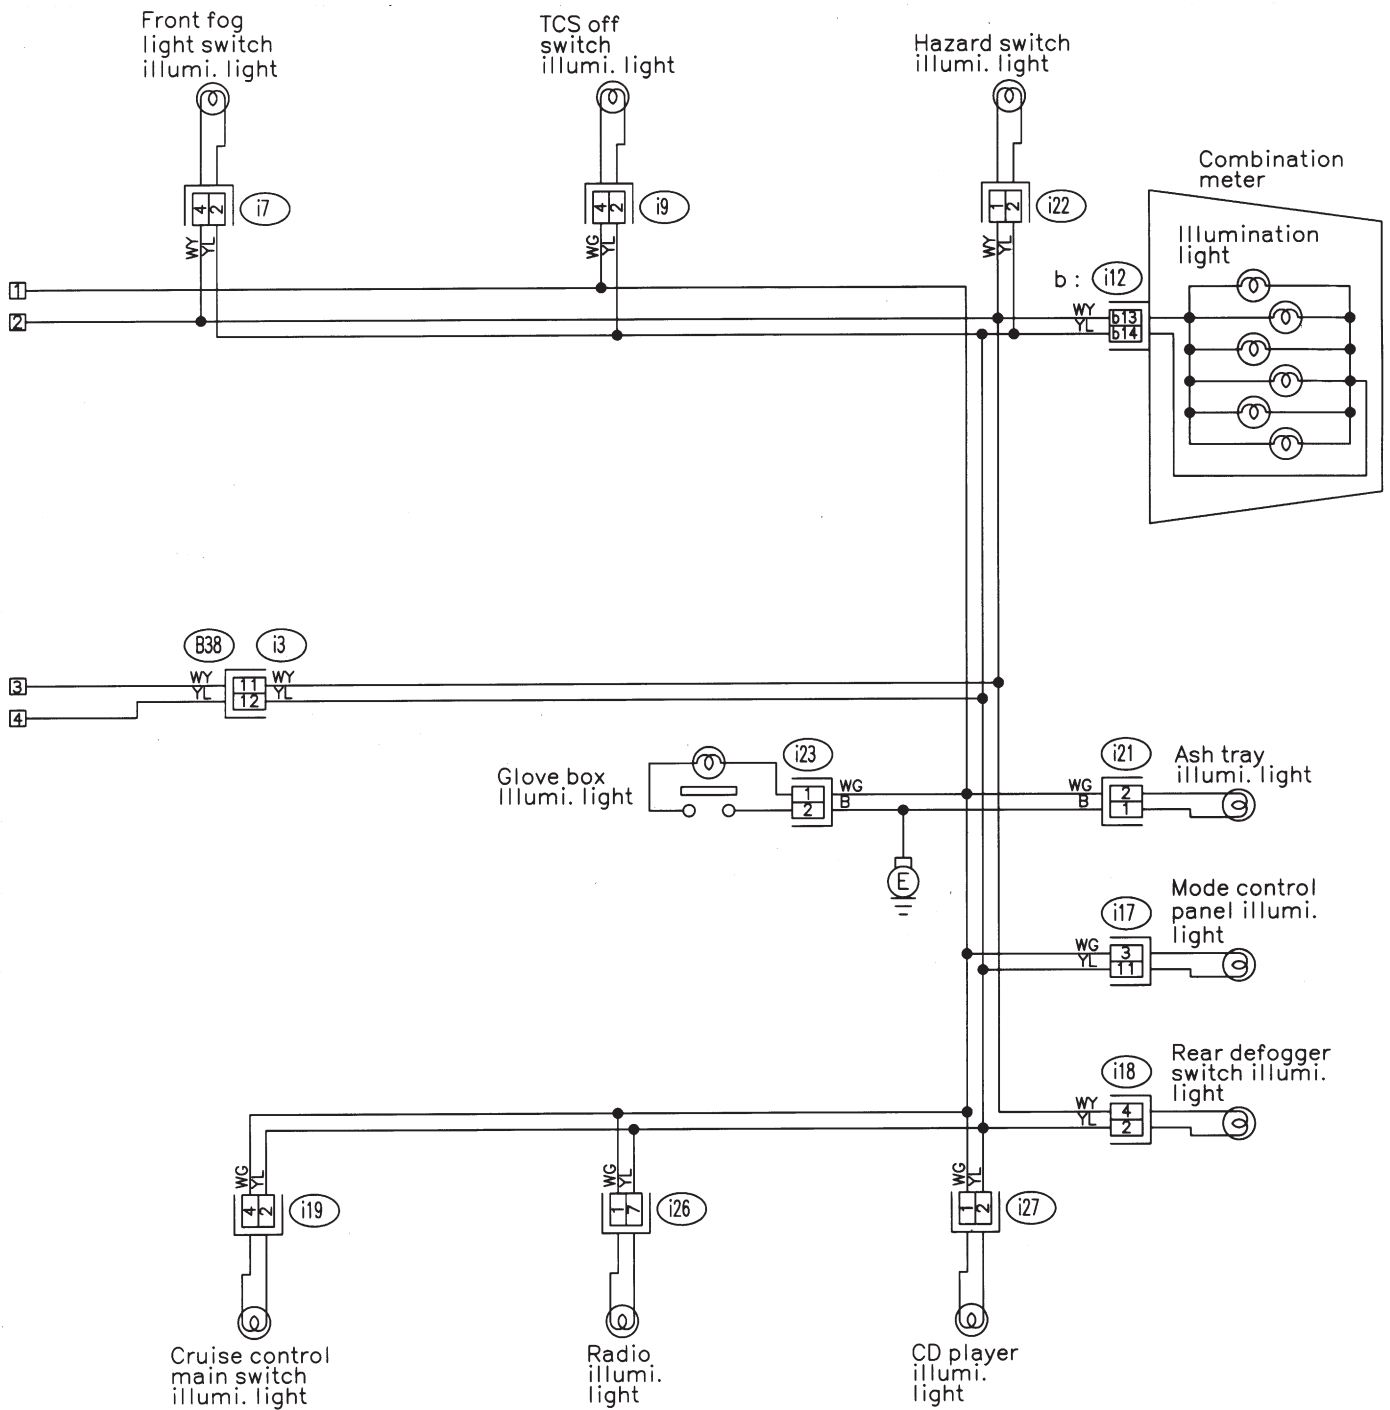 Front fog
light switch
illumi. light
TCS off
switch
illumi. light
Hazard switch
illumi. light
4 2
i7
WY
YL
4 2
i9
WG
YL
1 2
i22
WY
YL
Combination
meter
Illumination
light
b : i12
WY
YL
b13
b14
1
2
B38
i3
3
4
WY
YL
11
12
WY
YL
Glove box
Illumi. light
i23
1
2
WG
B
E
i21
WG
B
2
1
Ash tray
illumi. light
i17
WG
YL
3
11
Mode control
panel illumi.
light
i18
WY
YL
4
2
Rear defogger
switch illumi.
light
WG
YL
4 2
i19
WG
YL
1 7
i26
WG
YL
1 2
i27
Cruise control
main switch
illumi. light
Radio
illumi.
light
CD player
illumi.
light